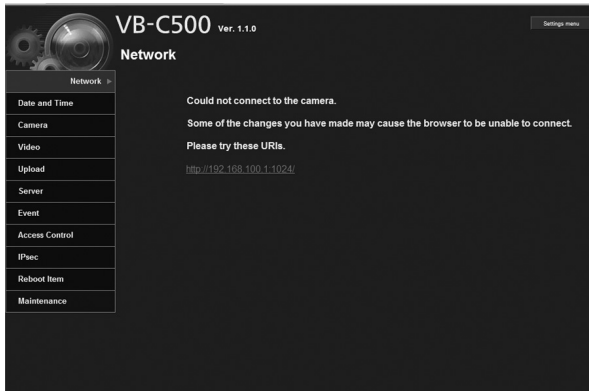 VB-C500 Ver. 1.1.0
Settings menu
Network
Network
Date and Time
Camera
Video
Upload
Server
Event
Access Control
IPsec
Reboot Item
Maintenance
Could not connect to the camera.
Some of the changes you have made may cause the browser to be unable to connect.
Please try these URIs.
http://192.168.100.1:1024/